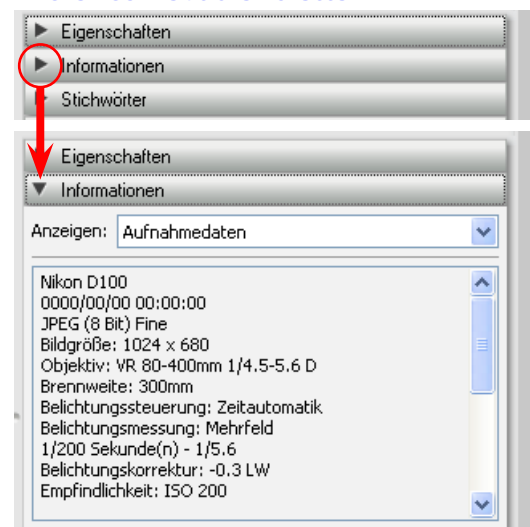 Eigenschaften
Informationen
Stichwörter
Eigenschaften
Informationen
Anzeigen: Aufnahmedaten
Nikon D100
0000/00/00 00:00:00
JPEG (8 Bit) Fine
Bildgröße: 1024 x 680
Objektiv: VR 80-400mm 1/4.5-5.6 D
Brennweite: 300mm
Belichtungssteuerung: Zeitautomatik
Belichtungsmessung: Mehrfeld
1/200 Sekunde(n) - 1/5.6
Belichtungskorrektur: -0.3 LW
Empfindlichkeit: ISO 200